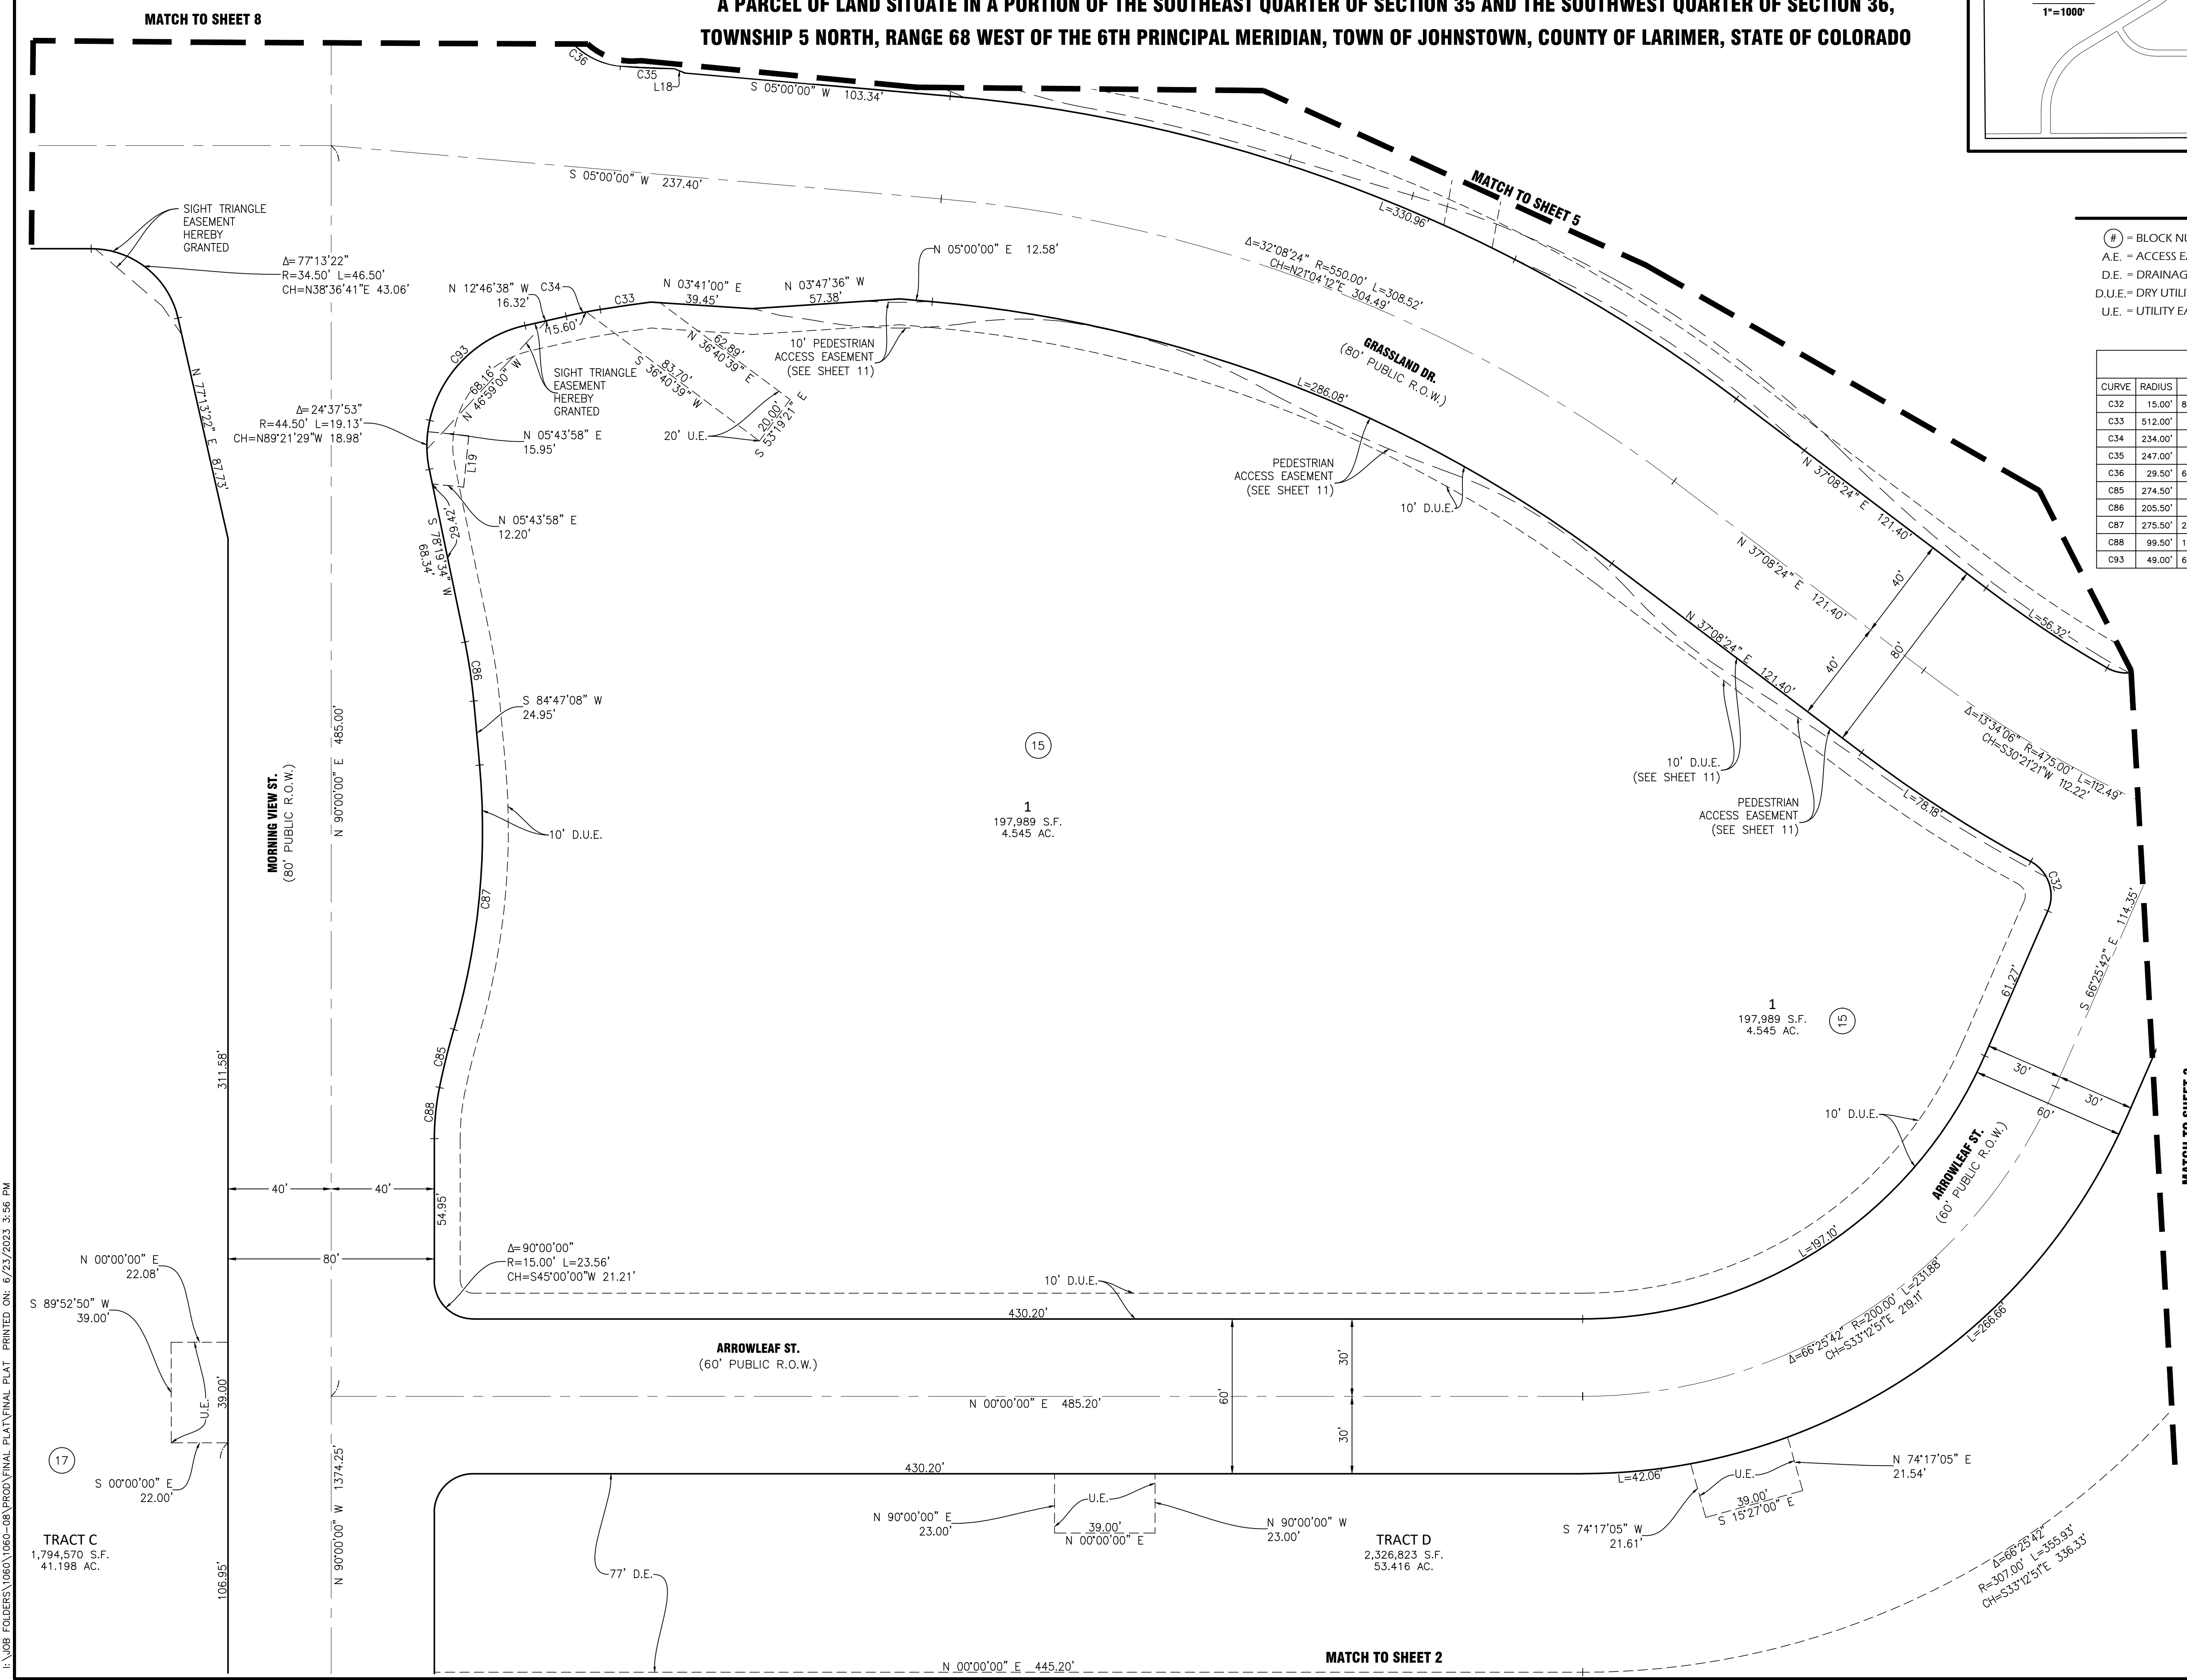 A PARCEL OF LAND SITUATE IN A PORTION OF THE SOUTHEAST QUARTER OF SECTION 35 AND THE SOUTHWEST QUARTER OF SECTION 36,
TOWNSHIP 5 NORTH, RANGE 68 WEST OF THE 6TH PRINCIPAL MERIDIAN, TOWN OF JOHNSTOWN, COUNTY OF LARIMER, STATE OF COLORADO
MATCH TO SHEET 8
1"=1000'
C36
C35
L18
S 05°00'00" W 103.34'
S 05°00'00" W 237.40'
MATCH TO SHEET 5
L=330.96'
# = BLOCK
A.E. = ACCESS
D.E. =
D.U.E. = DRY
U.E. = UTILITY
CURVE RADIUS
C32 15.00'
C33 512.00'
C34 234.00'
C35 247.00'
C36 29.50'
C85 274.50'
C86 205.50'
C87 275.50'
C88 99.50'
C93 49.00'
SIGHT TRIANGLE
EASEMENT
HEREBY
GRANTED
Δ=77°13'22"
R=34.50' L=46.50'
CH=N38°36'41"E 43.06'
N 12°46'38" W
16.32'
C34
15.60'
C33
N 03°41'00" E
39.45'
N 03°47'36" W
57.38'
N 05°00'00" E 12.58'
Δ=32°08'24" R=550.00' L=308.52'
CH=N21°04'12"E 304.49'
GRASSLAND DR.
(80' PUBLIC R.O.W.)
L=286.08'
10' PEDESTRIAN
ACCESS EASEMENT
(SEE SHEET 11)
62.89'
N 36°40'39" E
83.70'
S 36°40'39" W
20.00'
S 53°19'21" E
20' U.E.
SIGHT TRIANGLE
EASEMENT
HEREBY
GRANTED
C93
68.16'
N 46°59'00" W
N 77°13'22" E 87.73'
Δ=24°37'53"
R=44.50' L=19.13'
CH=N89°21'29"W 18.98'
N 05°43'58" E
15.95'
L19
N 05°43'58" E
12.20'
29.42'
S 78°19'34" W
68.34'
PEDESTRIAN
ACCESS EASEMENT
(SEE SHEET 11)
10' D.U.E.
N 37°08'24" E 121.40'
N 37°08'24" E 121.40'
N 37°08'24" E 121.40'
40'
40'
80'
L=56.32'
Δ=13°34'06" R=475.00' L=112.49'
CH=S30°21'21"W 112.22'
C86
S 84°47'08" W
24.95'
10' D.U.E.
C87
C85
C88
MORNING VIEW ST.
(80' PUBLIC R.O.W.)
N 90°00'00" E 485.00'
15
1
197,989 S.F.
4.545 AC.
10' D.U.E.
(SEE SHEET 11)
PEDESTRIAN
ACCESS EASEMENT
(SEE SHEET 11)
L=78.18'
C32
61.27'
S 66°25'42" E 114.35'
1
197,989 S.F.
4.545 AC.
15
30'
30'
60'
10' D.U.E.
ARROWLEAF ST.
(60' PUBLIC R.O.W.)
L=197.10'
Δ=66°25'42" R=200.00' L=231.88'
CH=S33°12'51"E 219.11'
L=266.66'
311.58'
40'
40'
54.95'
80'
Δ=90°00'00"
R=15.00' L=23.56'
CH=S45°00'00"W 21.21'
10' D.U.E.
430.20'
N 00°00'00" E
22.08'
S 89°52'50" W
39.00'
U.E.
39.00'
S 00°00'00" E
22.00'
17
TRACT C
1,794,570 S.F.
41.198 AC.
106.95'
N 90°00'00" W 1374.25'
ARROWLEAF ST.
(60' PUBLIC R.O.W.)
N 00°00'00" E 485.20'
60'
30'
30'
430.20'
N 90°00'00" E
23.00'
U.E.
39.00'
N 00°00'00" E
N 90°00'00" W
23.00'
77' D.E.
TRACT D
2,326,823 S.F.
53.416 AC.
L=42.06'
S 74°17'05" W
21.61'
U.E.
39.00'
S 15°27'00" E
N 74°17'05" E
21.54'
Δ=66°25'42"
R=307.00' L=355.93'
CH=S33°12'51"E 336.33'
N 00°00'00" E 445.20'
MATCH TO SHEET 2
I:\JOB FOLDERS\1060\1060-08\PROD\FINAL PLAT\FINAL PLAT PRINTED ON: 6/23/2023 3:56 PM